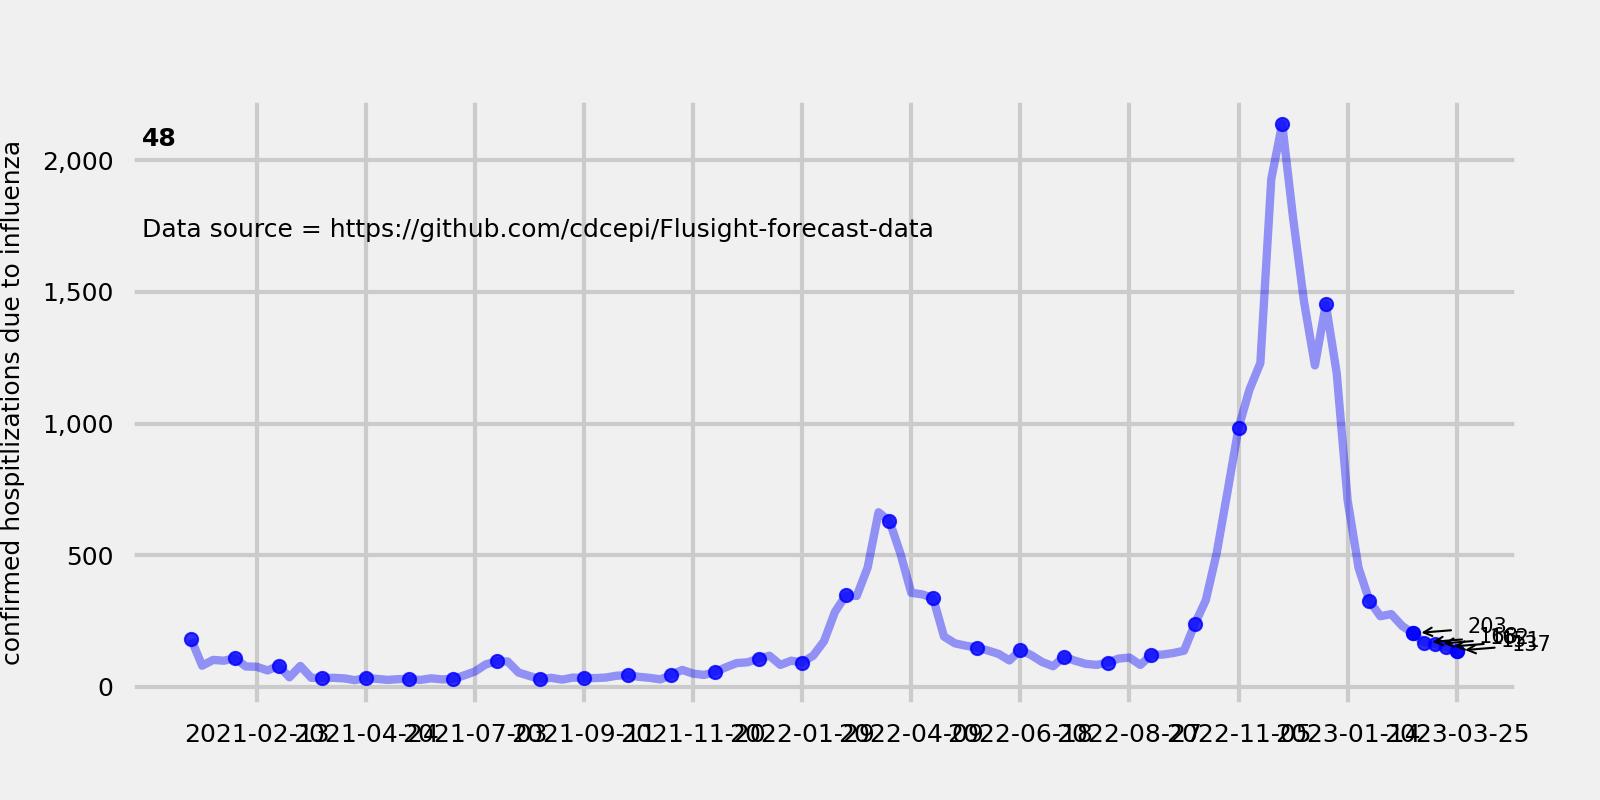 48
Data source = https://github.com/cdcepi/Flusight-forecast-data
confirmed hospitlizations due to influenza
2,000
1,500
1,000
500
0
203
137
2021-02-13 2021-04-24 2021-07-03 2021-09-11 2021-11-20 2022-01-29 2022-04-09 2022-06-18 2022-08-27 2022-11-05 2023-01-14 2023-03-25